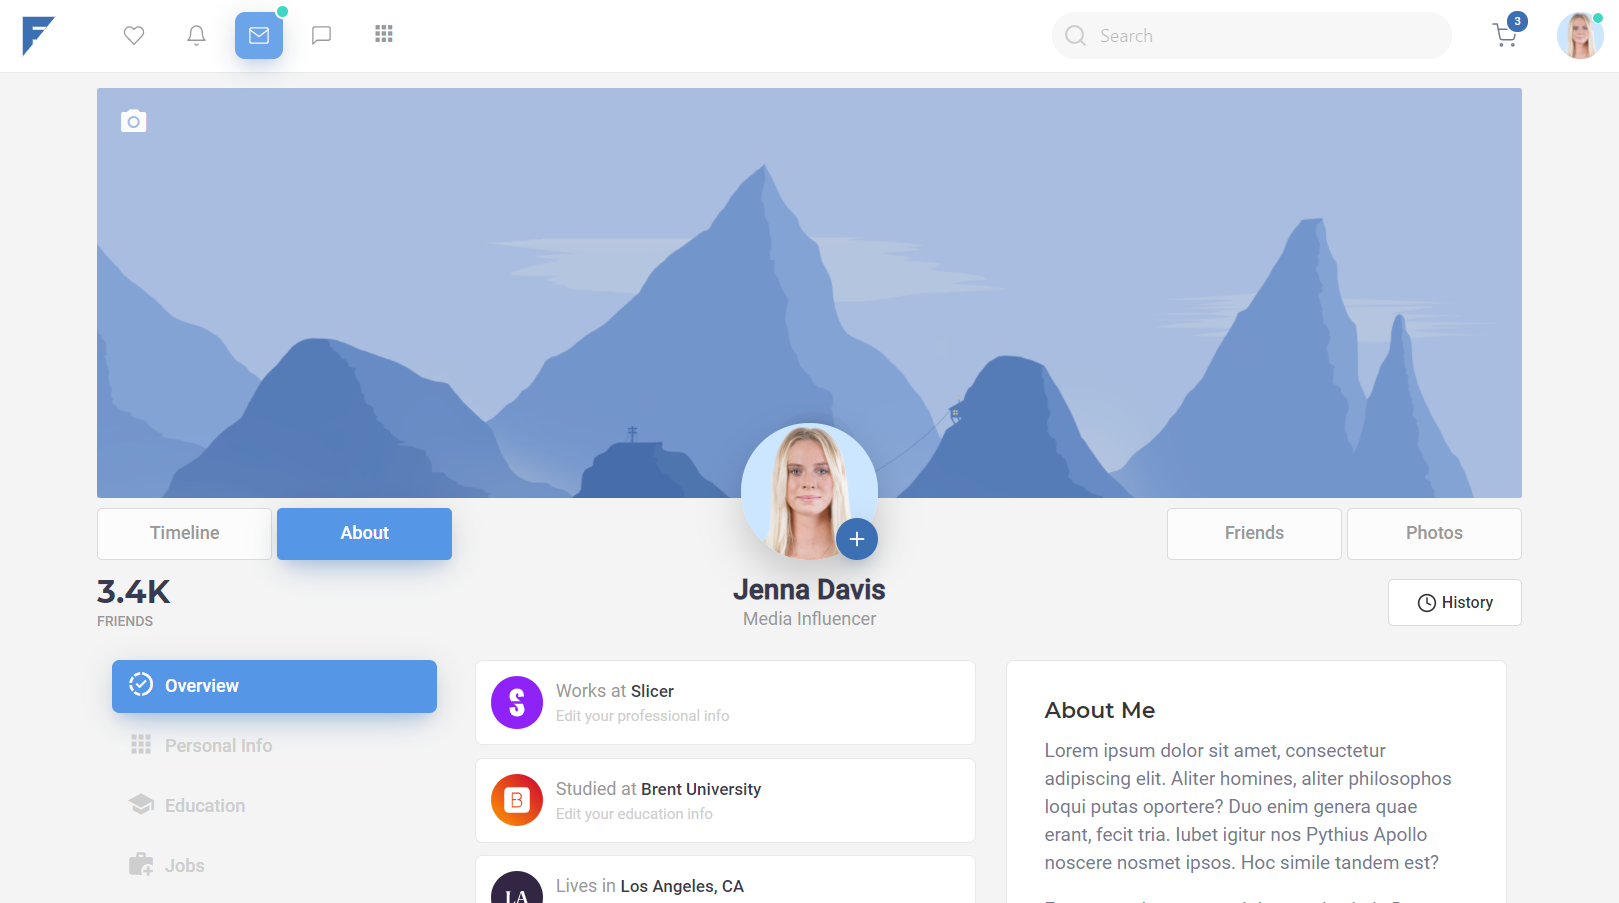 Search
3
Timeline
About
Friends
Photos
3.4K
FRIENDS
Jenna Davis
Media Influencer
History
Overview
Personal Info
Education
Jobs
Works at Slicer
Edit your professional info
Studied at Brent University
Edit your education info
LA
Lives in Los Angeles, CA
About Me
Lorem ipsum dolor sit amet, consectetur
adipiscing elit. Aliter homines, aliter philosophos
loqui putas oportere? Duo enim genera quae
erant, fecit tria. Iubet igitur nos Pythius Apollo
noscere nosmet ipsos. Hoc simile tandem est?